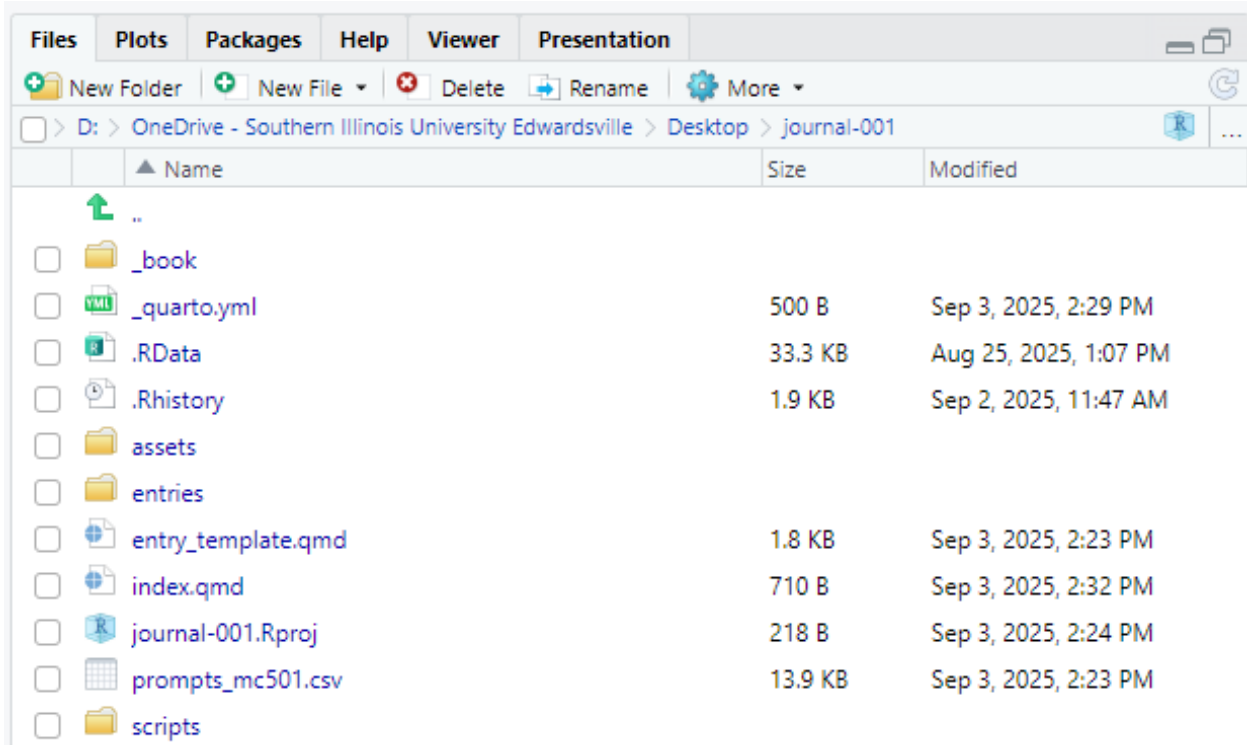 Files Plots Packages Help Viewer Presentation
New Folder New File Delete Rename More
D: > OneDrive - Southern Illinois University Edwardsville > Desktop > journal-001 R ...
Name Size Modified
..
_book
YML _quarto.yml 500 B Sep 3, 2025, 2:29 PM
R .RData 33.3 KB Aug 25, 2025, 1:07 PM
.Rhistory 1.9 KB Sep 2, 2025, 11:47 AM
assets
entries
entry_template.qmd 1.8 KB Sep 3, 2025, 2:23 PM
index.qmd 710 B Sep 3, 2025, 2:32 PM
R journal-001.Rproj 218 B Sep 3, 2025, 2:24 PM
prompts_mc501.csv 13.9 KB Sep 3, 2025, 2:23 PM
scripts